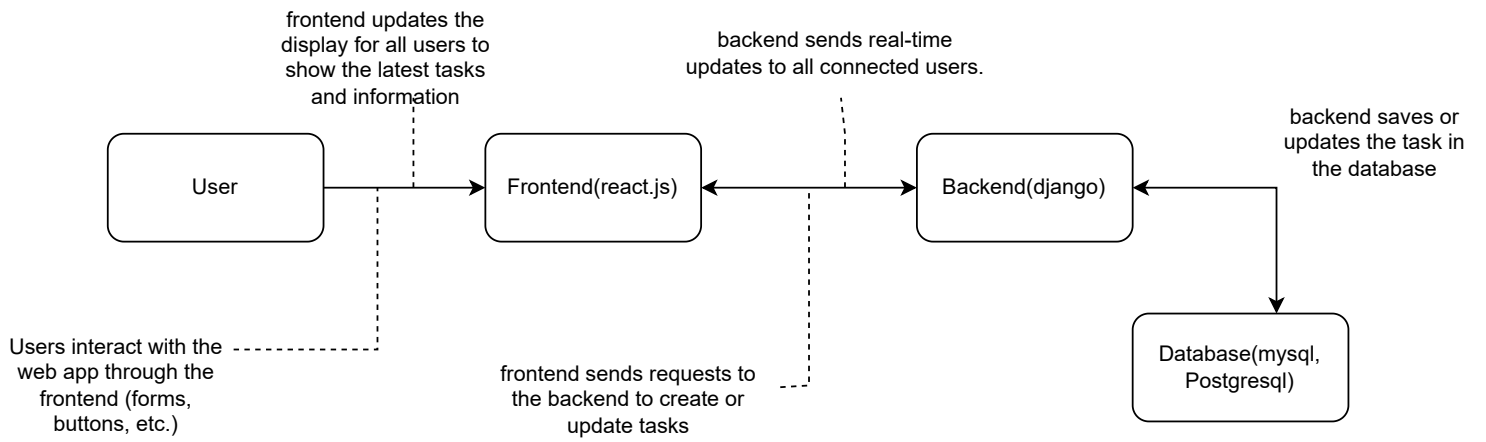 frontend updates the
display for all users to
show the latest tasks
and information
backend sends real-time
updates to all connected users.
backend saves or
updates the task in
the database
User
Frontend(react.js)
Backend(django)
Users interact with the
web app through the
frontend (forms,
buttons, etc.)
frontend sends requests to
the backend to create or
update tasks
Database(mysql,
Postgresql)